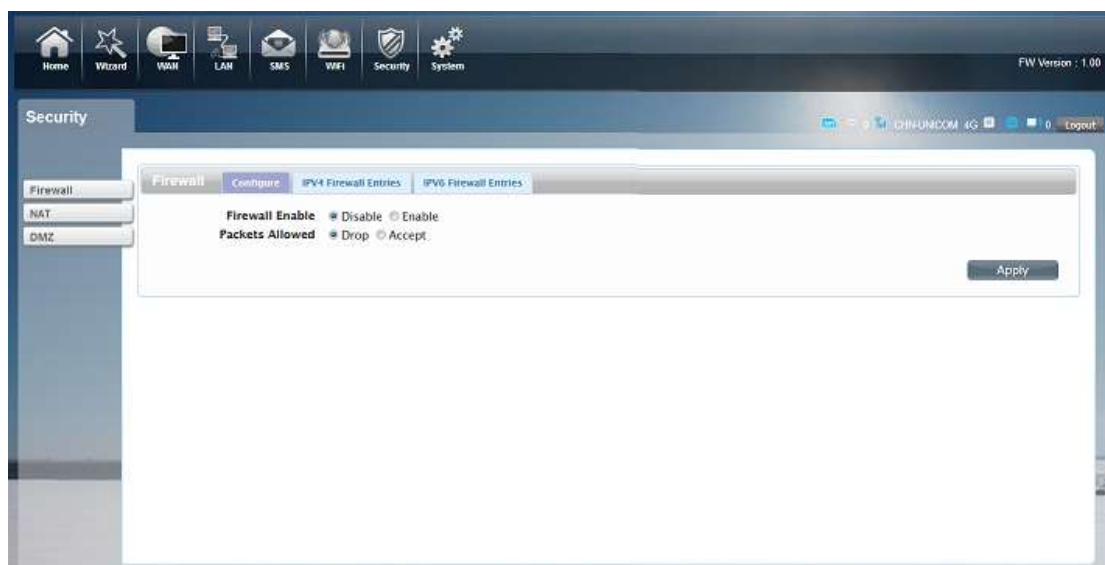 Home Wizard WAN LAN SMS WIFI Security System
FW Version : 1.00
Security
0 CHN-UNICOM 4G 0 Logout
Firewall Configure IPV4 Firewall Entries IPV6 Firewall Entries
Firewall
NAT
DMZ
Firewall Enable Disable Enable
Packets Allowed Drop Accept
Apply